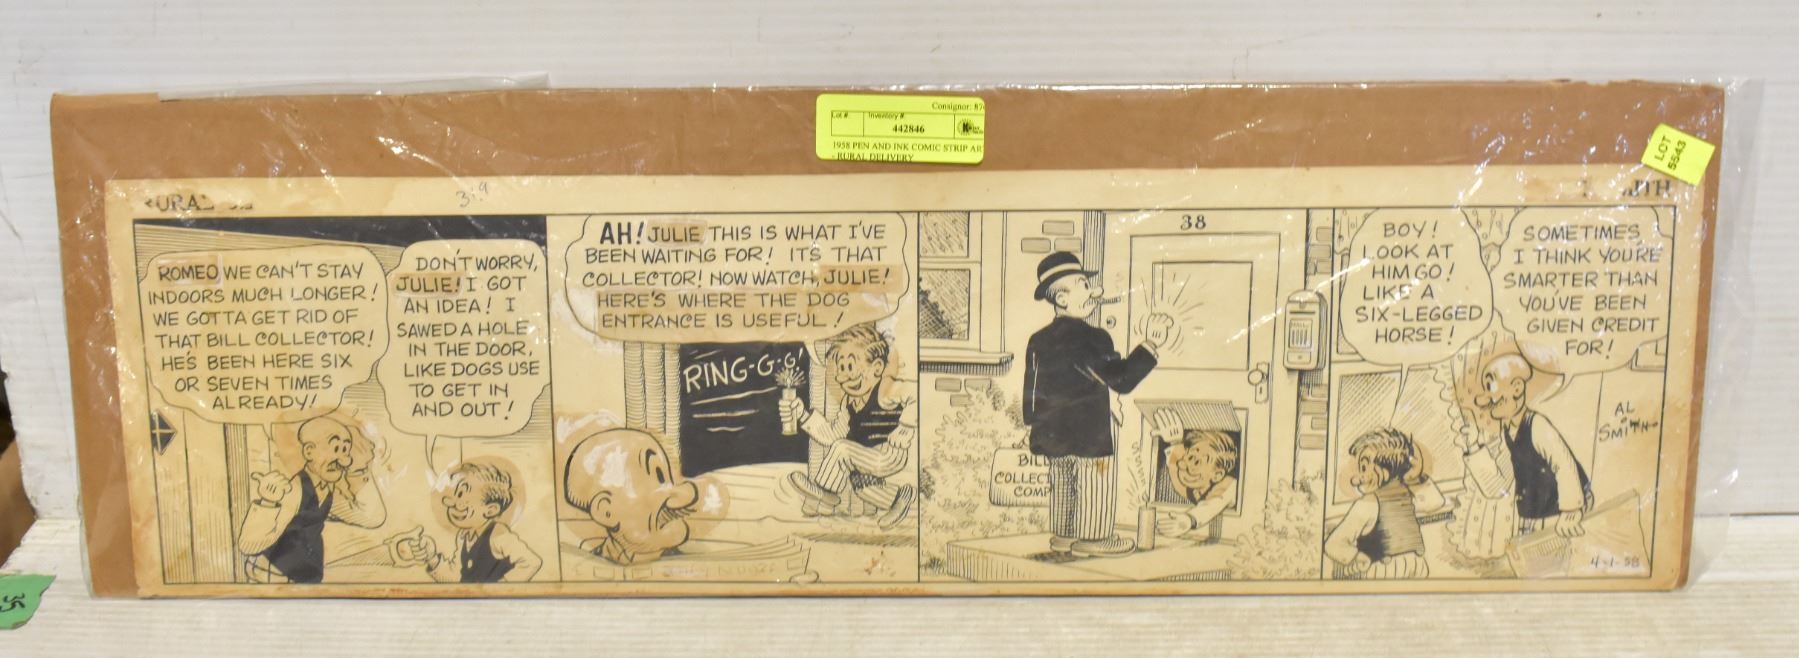 Consignor: 87
Lot #: Inventory #:
442846
1958 PEN AND INK COMIC STRIP AR
- RURAL DELIVERY
LOT
5543
35
RURAL
ROMEO WE CAN'T STAY
INDOORS MUCH LONGER!
WE GOTTA GET RID OF
THAT BILL COLLECTOR!
HE'S BEEN HERE SIX
OR SEVEN TIMES
ALREADY!
DON'T WORRY,
JULIE! I GOT
AN IDEA! I
SAWED A HOLE
IN THE DOOR,
LIKE DOGS USE
TO GET IN
AND OUT!
AH! JULIE, THIS IS WHAT I'VE
BEEN WAITING FOR! ITS THAT
COLLECTOR! NOW WATCH, JULIE!
HERE'S WHERE THE DOG
ENTRANCE IS USEFUL!
RING-G-G!
38
BILL
COLLECT
COMP
BOY!
LOOK AT
HIM GO!
LIKE A
SIX-LEGGED
HORSE!
SOMETIMES
I THINK YOU'RE
SMARTER THAN
YOU'VE BEEN
GIVEN CREDIT
FOR!
AL
SMITH
4-1-58